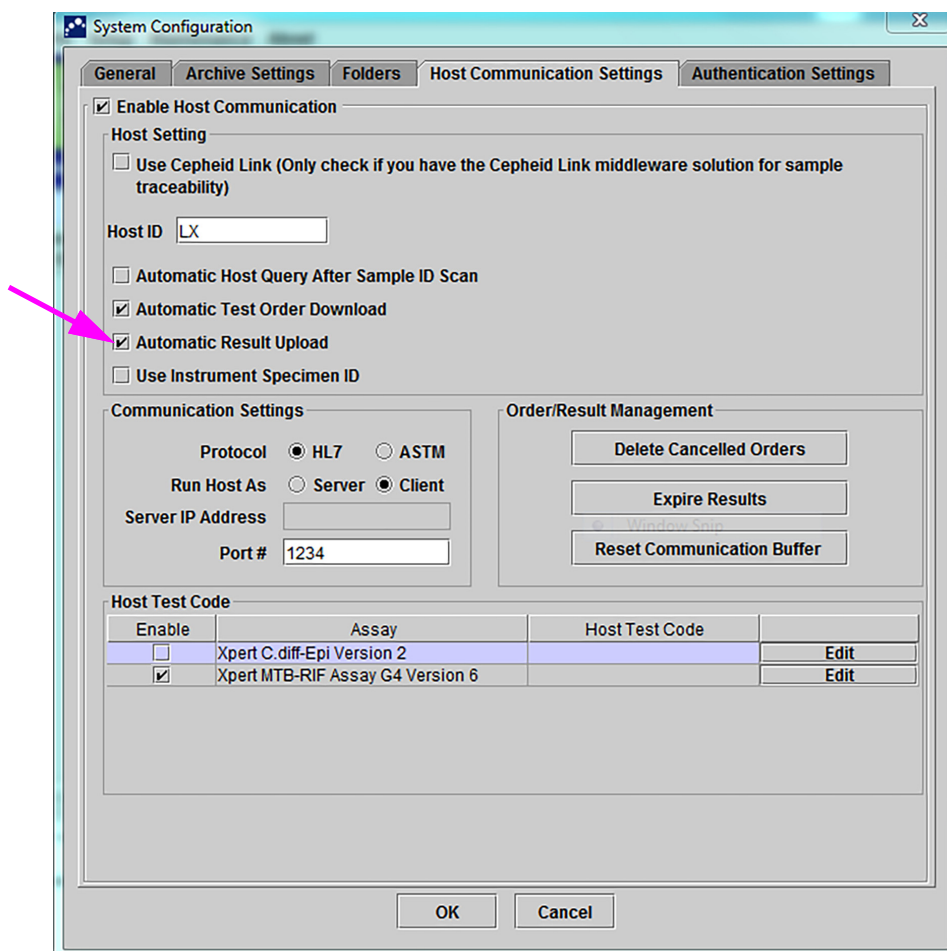 System Configuration
General Archive Settings Folders Host Communication Settings Authentication Settings
Enable Host Communication
Host Setting
Use Cepheid Link (Only check if you have the Cepheid Link middleware solution for sample
traceability)
Host ID LX
Automatic Host Query After Sample ID Scan
Automatic Test Order Download
Automatic Result Upload
Use Instrument Specimen ID
Communication Settings
Protocol HL7 ASTM
Run Host As Server Client
Server IP Address
Port # 1234
Order/Result Management
Delete Cancelled Orders
Expire Results
Window Snip
Reset Communication Buffer
Host Test Code
Enable Assay Host Test Code
Xpert C.diff-Epi Version 2 Edit
Xpert MTB-RIF Assay G4 Version 6 Edit
OK Cancel